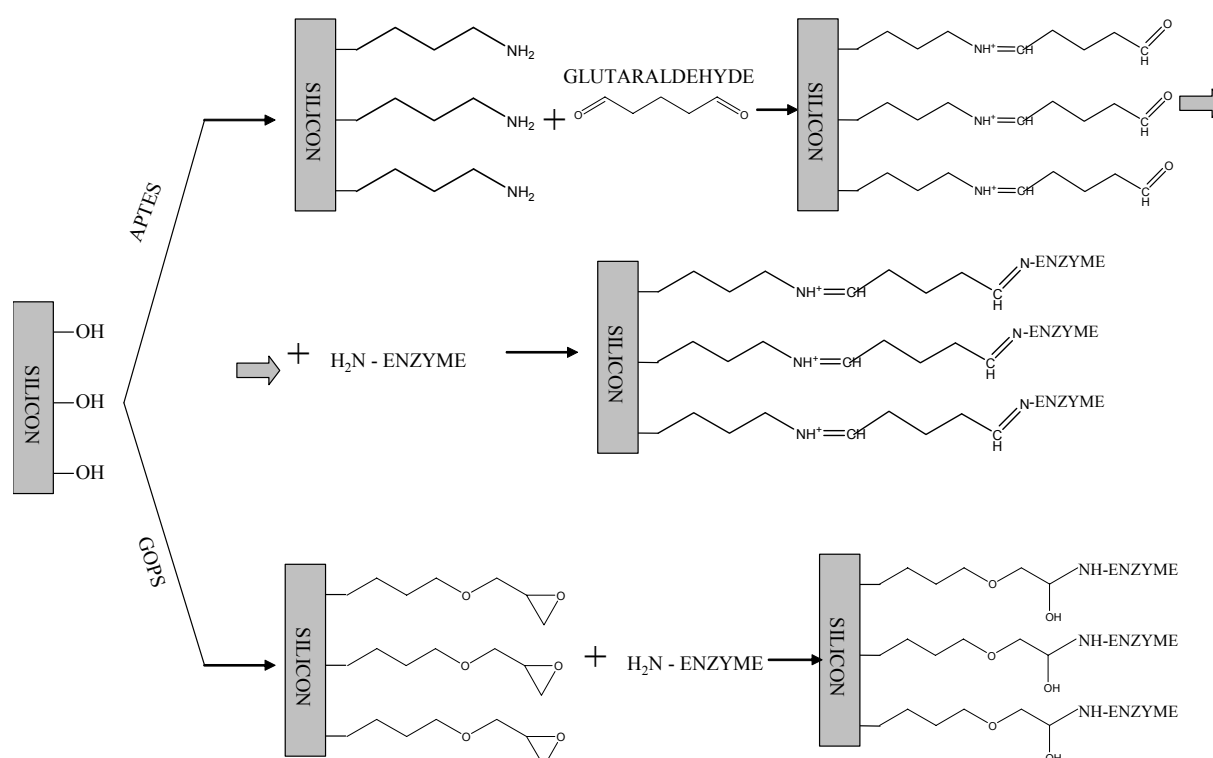 SILICON
OH
OH
OH
APTES
GOPS
SILICON
NH2
NH2
NH2
+
GLUTARALDEHYDE
O
O
SILICON
NH+
CH
C
H
O
NH+
CH
C
H
O
NH+
CH
C
H
O
+
H2N - ENZYME
SILICON
NH+
CH
C
H
N-ENZYME
NH+
CH
C
H
N-ENZYME
NH+
CH
C
H
N-ENZYME
SILICON
O
O
O
O
O
O
+
H2N - ENZYME
SILICON
O
OH
NH-ENZYME
O
OH
NH-ENZYME
O
OH
NH-ENZYME